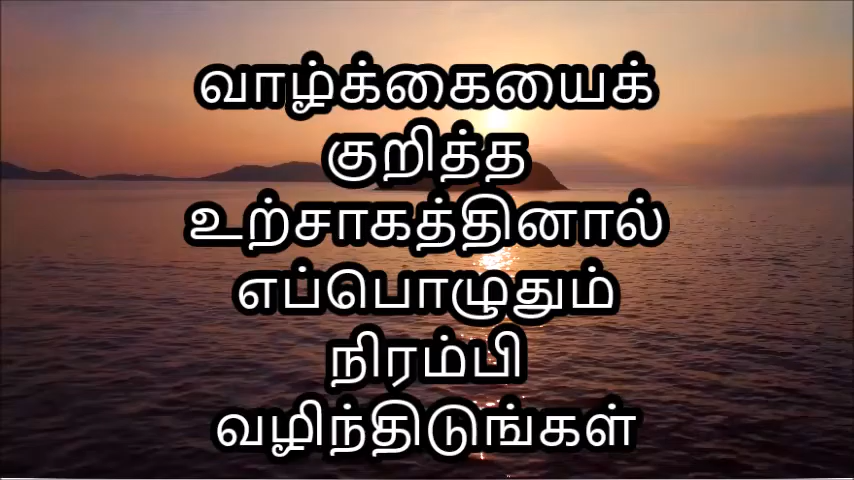 வாழ்க்கையைக்
குறித்த
உற்சாகத்தினால்
எப்பொழுதும்
நிரம்பி
வழிந்திடுங்கள்